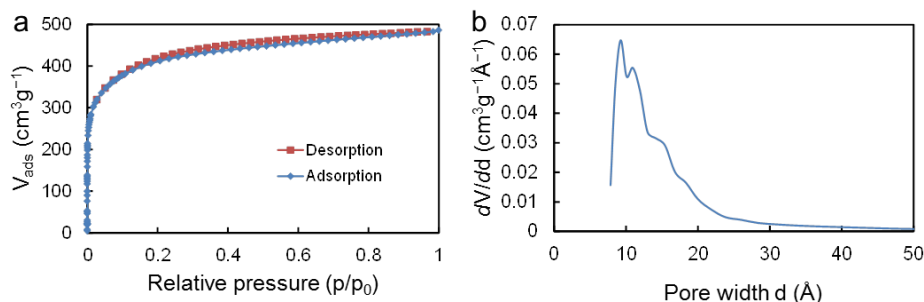 a
V_ads (cm³g⁻¹)
500
400
300
200
100
0
Desorption
Adsorption
0 0.2 0.4 0.6 0.8 1
Relative pressure (p/p₀)
b
dV/dd (cm³g⁻¹Å⁻¹)
0.07
0.06
0.05
0.04
0.03
0.02
0.01
0
0 10 20 30 40 50
Pore width d (Å)